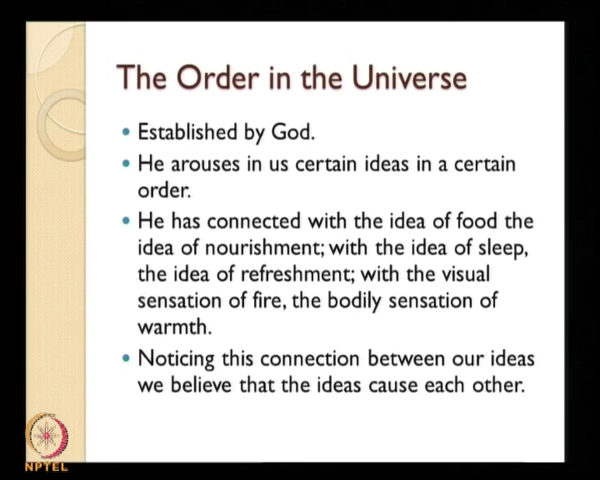 The Order in the Universe
• Established by God.
• He arouses in us certain ideas in a certain
order.
• He has connected with the idea of food the
idea of nourishment; with the idea of sleep,
the idea of refreshment; with the visual
sensation of fire, the bodily sensation of
warmth.
• Noticing this connection between our ideas
we believe that the ideas cause each other.
NPTEL